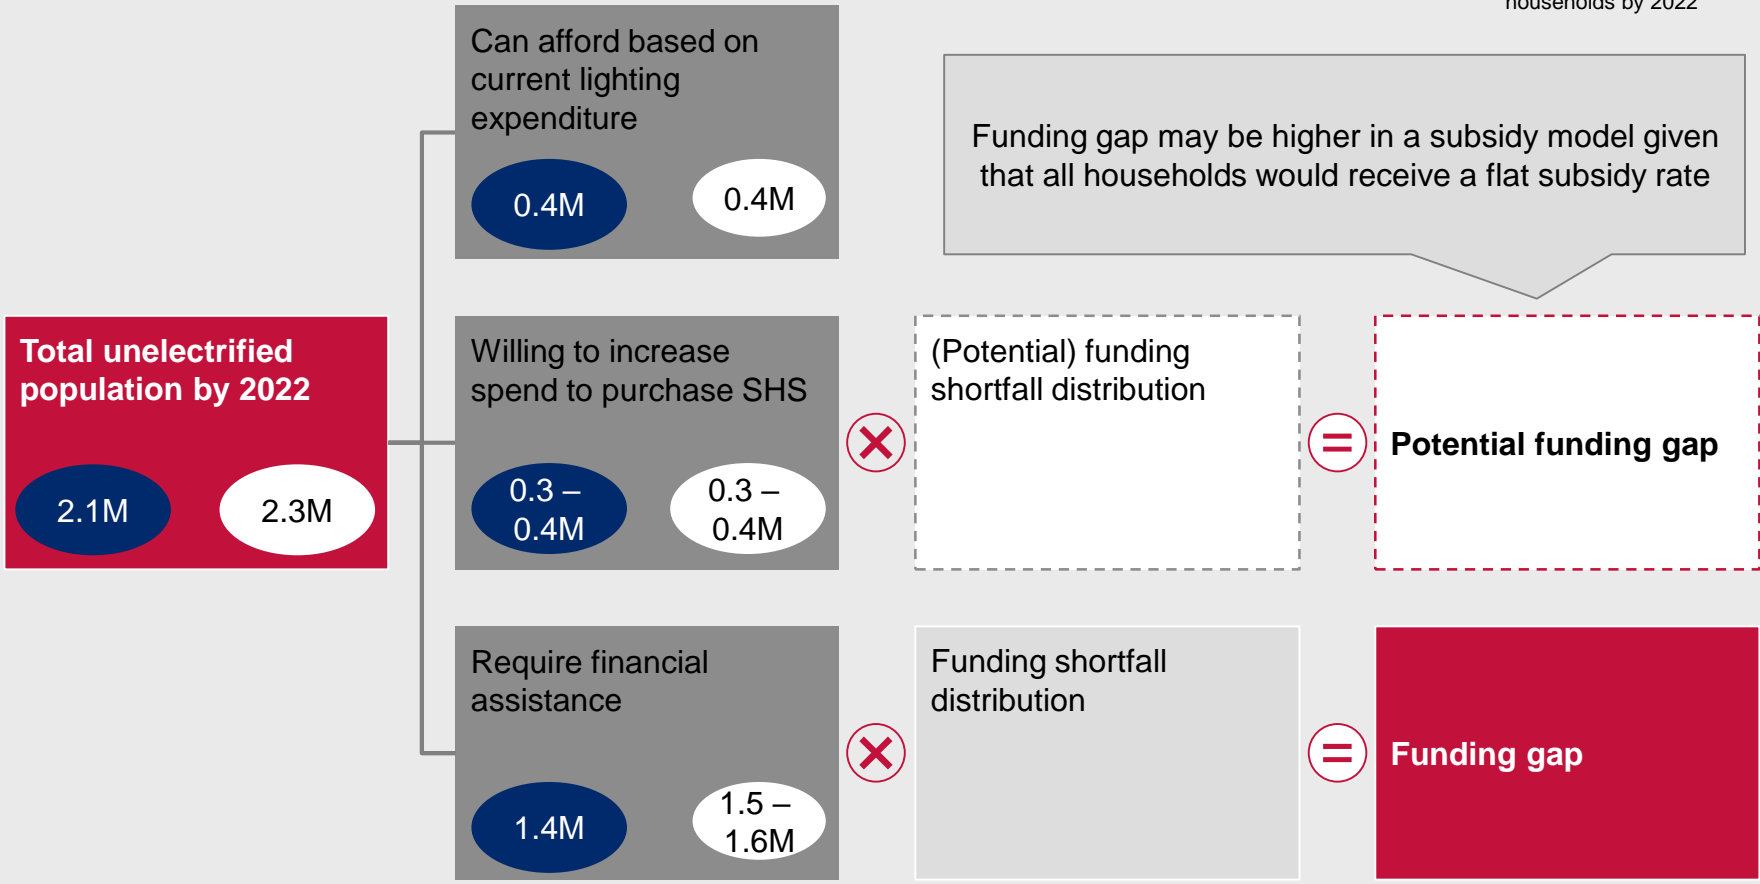 households by 2022
Can afford based on
current lighting
expenditure
0.4M
0.4M
Funding gap may be higher in a subsidy model given
that all households would receive a flat subsidy rate
Total unelectrified
population by 2022
2.1M
2.3M
Willing to increase
spend to purchase SHS
0.3 –
0.4M
0.3 –
0.4M
(Potential) funding
shortfall distribution
Potential funding gap
Require financial
assistance
1.4M
1.5 –
1.6M
Funding shortfall
distribution
Funding gap